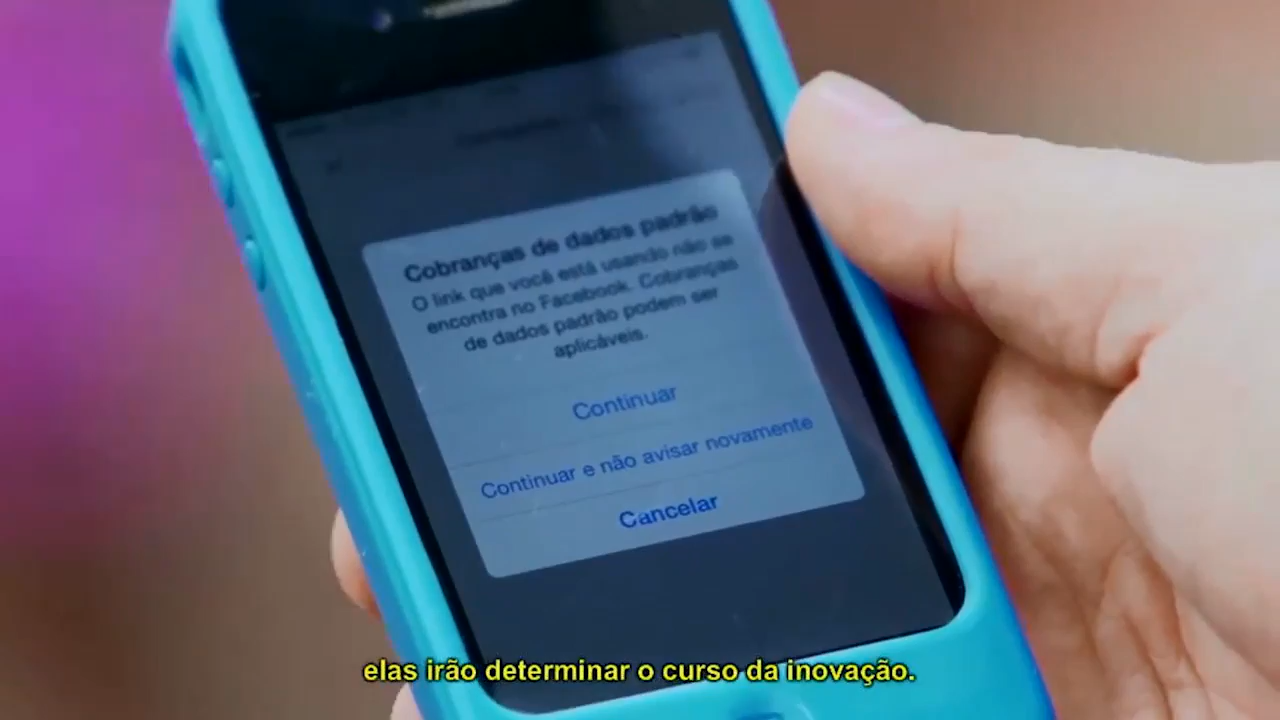 Cobranças de dados padrão
O link que você está usando não se
encontra no Facebook. Cobranças
de dados padrão podem ser
aplicáveis.
Continuar
Continuar e não avisar novamente
Cancelar
elas irão determinar o curso da inovação.